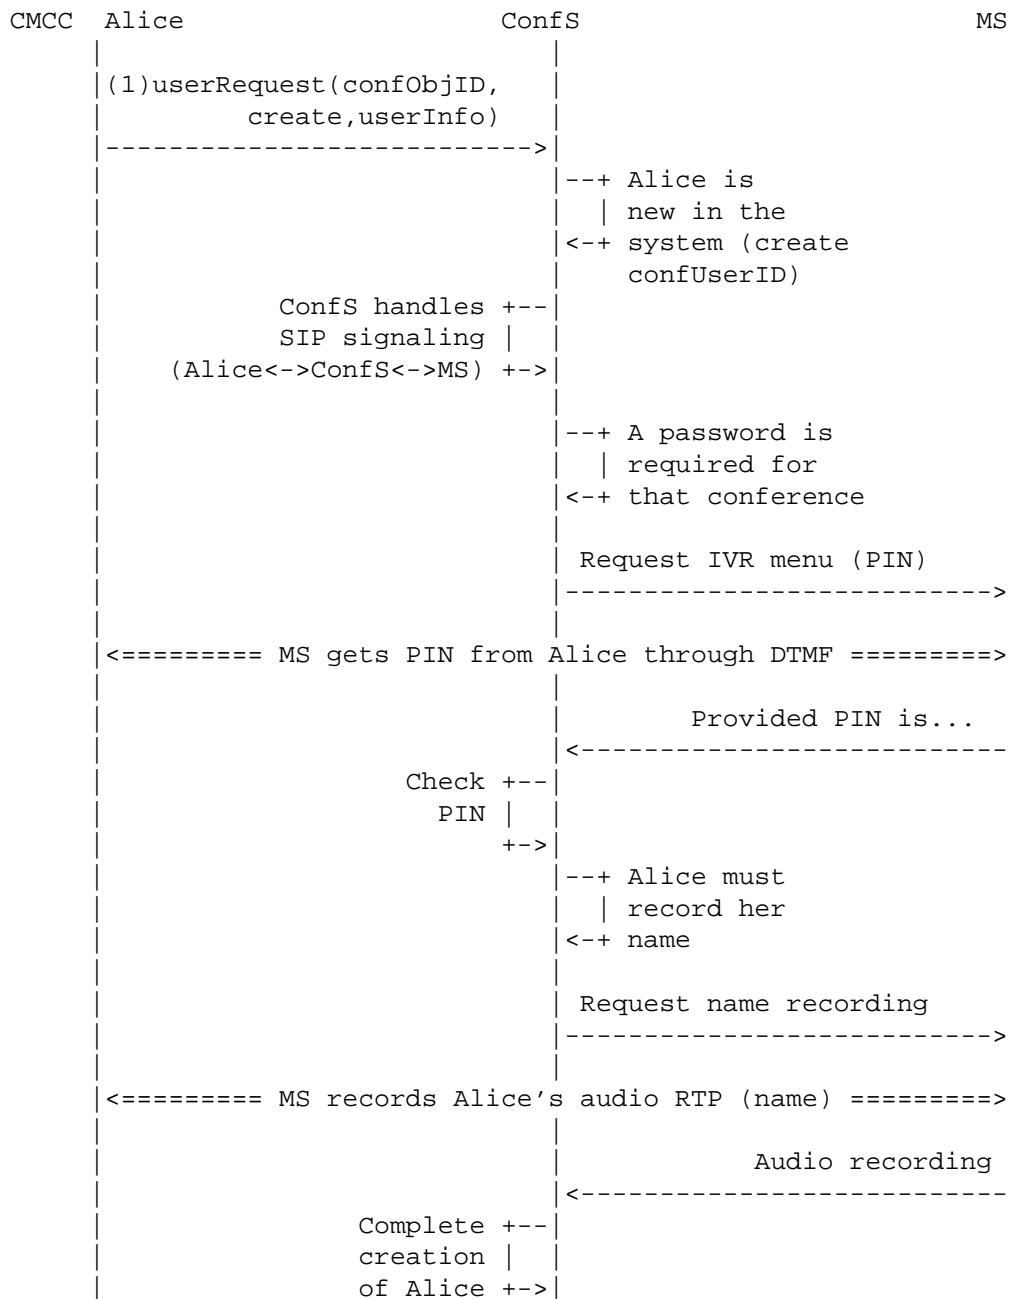 CMCC  Alice                    ConfS                         MS
(1)userRequest(confObjID,
create,userInfo)
--------------------------->
--+ Alice is
| new in the
<-+ system (create
confUserID)
ConfS handles +--
SIP signaling |
(Alice<->ConfS<->MS) +->
--+ A password is
| required for
<-+ that conference
Request IVR menu (PIN)
--------------------------->
<========= MS gets PIN from Alice through DTMF =========>
Provided PIN is...
<---------------------------
Check +--
PIN |
+->
--+ Alice must
| record her
<-+ name
Request name recording
--------------------------->
<========= MS records Alice’s audio RTP (name) =========>
Audio recording
<---------------------------
Complete +--
creation |
of Alice +->